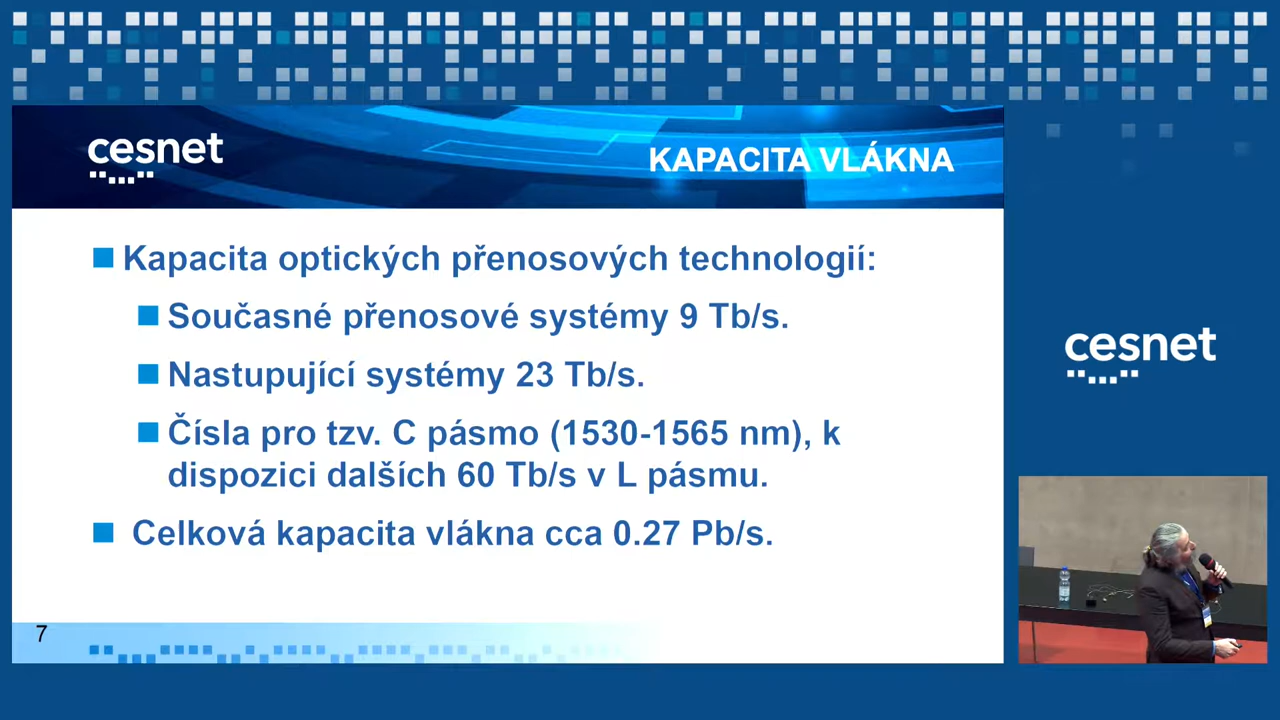 cesnet
KAPACITA VLÁKNA
Kapacita optických přenosových technologií:
Současné přenosové systémy 9 Tb/s.
Nastupující systémy 23 Tb/s.
Čísla pro tzv. C pásmo (1530-1565 nm), k
dispozici dalších 60 Tb/s v L pásmu.
Celková kapacita vlákna cca 0.27 Pb/s.
7
cesnet